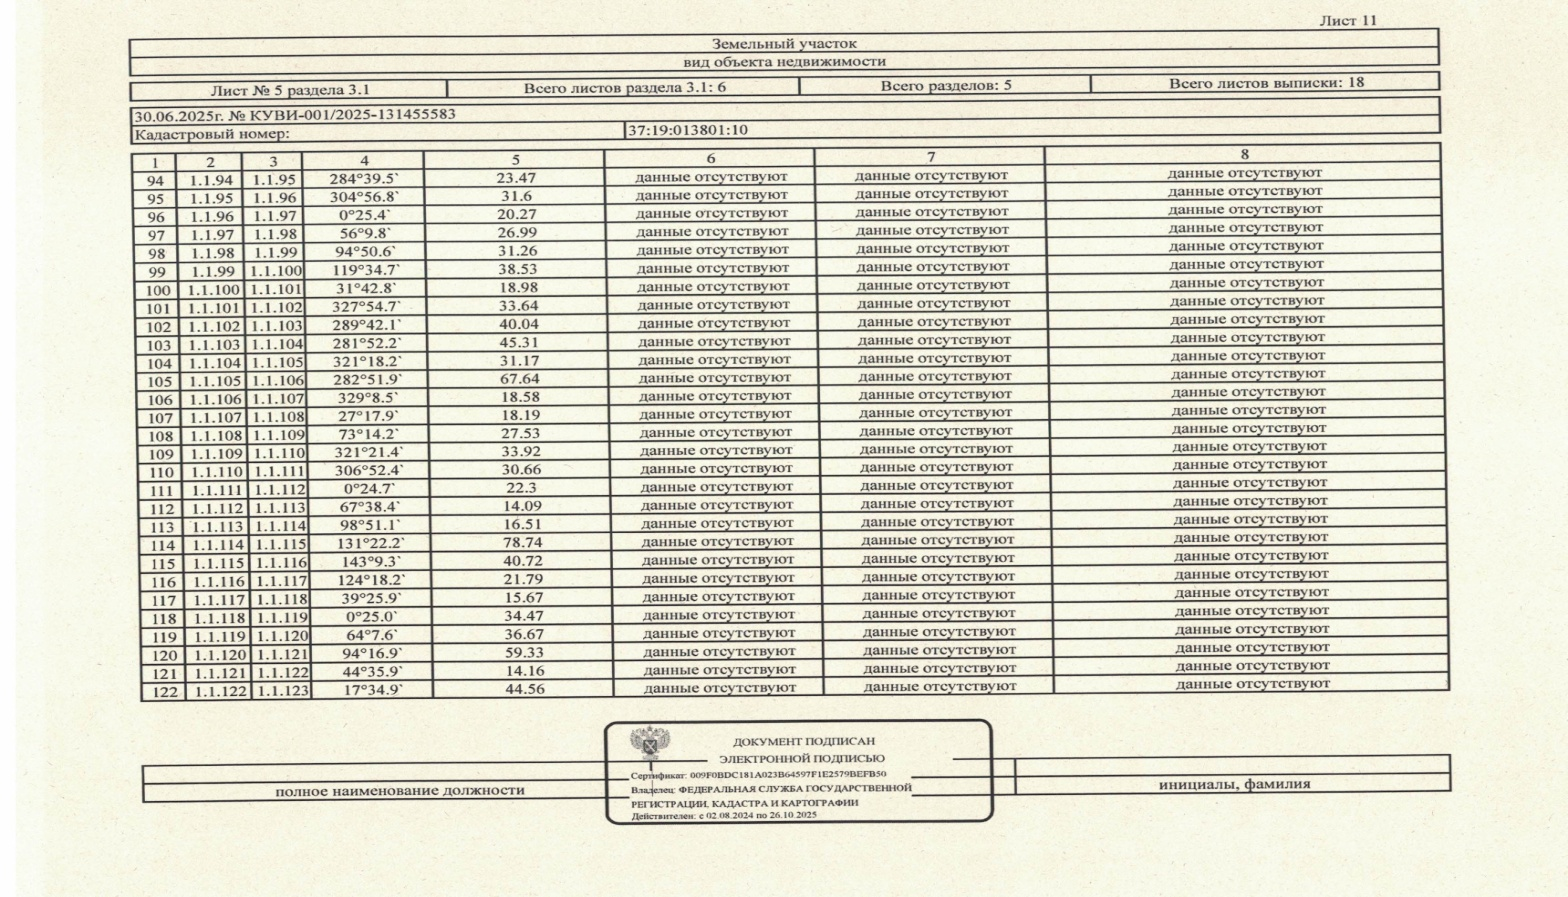 Лист 11
Земельный участок
вид объекта недвижимости
Лист № 5 раздела 3.1 Всего листов раздела 3.1: 6 Всего разделов: 5 Всего листов выписки: 18
30.06.2025г. № КУВИ-001/2025-131455583
Кадастровый номер: 37:19:013801:10
1 2 3 4 5 6 7 8
94 1.1.94 1.1.95 284°39.5` 23.47 данные отсутствуют данные отсутствуют данные отсутствуют
95 1.1.95 1.1.96 304°56.8` 31.6 данные отсутствуют данные отсутствуют данные отсутствуют
96 1.1.96 1.1.97 0°25.4` 20.27 данные отсутствуют данные отсутствуют данные отсутствуют
97 1.1.97 1.1.98 56°9.8` 26.99 данные отсутствуют данные отсутствуют данные отсутствуют
98 1.1.98 1.1.99 94°50.6` 31.26 данные отсутствуют данные отсутствуют данные отсутствуют
99 1.1.99 1.1.100 119°34.7` 38.53 данные отсутствуют данные отсутствуют данные отсутствуют
100 1.1.100 1.1.101 31°42.8` 18.98 данные отсутствуют данные отсутствуют данные отсутствуют
101 1.1.101 1.1.102 327°54.7` 33.64 данные отсутствуют данные отсутствуют данные отсутствуют
102 1.1.102 1.1.103 289°42.1` 40.04 данные отсутствуют данные отсутствуют данные отсутствуют
103 1.1.103 1.1.104 281°52.2` 45.31 данные отсутствуют данные отсутствуют данные отсутствуют
104 1.1.104 1.1.105 321°18.2` 31.17 данные отсутствуют данные отсутствуют данные отсутствуют
105 1.1.105 1.1.106 282°51.9` 67.64 данные отсутствуют данные отсутствуют данные отсутствуют
106 1.1.106 1.1.107 329°8.5` 18.58 данные отсутствуют данные отсутствуют данные отсутствуют
107 1.1.107 1.1.108 27°17.9` 18.19 данные отсутствуют данные отсутствуют данные отсутствуют
108 1.1.108 1.1.109 73°14.2` 27.53 данные отсутствуют данные отсутствуют данные отсутствуют
109 1.1.109 1.1.110 321°21.4` 33.92 данные отсутствуют данные отсутствуют данные отсутствуют
110 1.1.110 1.1.111 306°52.4` 30.66 данные отсутствуют данные отсутствуют данные отсутствуют
111 1.1.111 1.1.112 0°24.7` 22.3 данные отсутствуют данные отсутствуют данные отсутствуют
112 1.1.112 1.1.113 67°38.4` 14.09 данные отсутствуют данные отсутствуют данные отсутствуют
113 1.1.113 1.1.114 98°51.1` 16.51 данные отсутствуют данные отсутствуют данные отсутствуют
114 1.1.114 1.1.115 131°22.2` 78.74 данные отсутствуют данные отсутствуют данные отсутствуют
115 1.1.115 1.1.116 143°9.3` 40.72 данные отсутствуют данные отсутствуют данные отсутствуют
116 1.1.116 1.1.117 124°18.2` 21.79 данные отсутствуют данные отсутствуют данные отсутствуют
117 1.1.117 1.1.118 39°25.9` 15.67 данные отсутствуют данные отсутствуют данные отсутствуют
118 1.1.118 1.1.119 0°25.0` 34.47 данные отсутствуют данные отсутствуют данные отсутствуют
119 1.1.119 1.1.120 64°7.6` 36.67 данные отсутствуют данные отсутствуют данные отсутствуют
120 1.1.120 1.1.121 94°16.9` 59.33 данные отсутствуют данные отсутствуют данные отсутствуют
121 1.1.121 1.1.122 44°35.9` 14.16 данные отсутствуют данные отсутствуют данные отсутствуют
122 1.1.122 1.1.123 17°34.9` 44.56 данные отсутствуют данные отсутствуют данные отсутствуют
ДОКУМЕНТ ПОДПИСАН
ЭЛЕКТРОННОЙ ПОДПИСЬЮ
Сертификат: 009F0BDC181A023B64597F1E2579BEFB50
Владелец: ФЕДЕРАЛЬНАЯ СЛУЖБА ГОСУДАРСТВЕННОЙ
РЕГИСТРАЦИИ, КАДАСТРА И КАРТОГРАФИИ
Действителен: с 02.08.2024 по 26.10.2025
полное наименование должности инициалы, фамилия